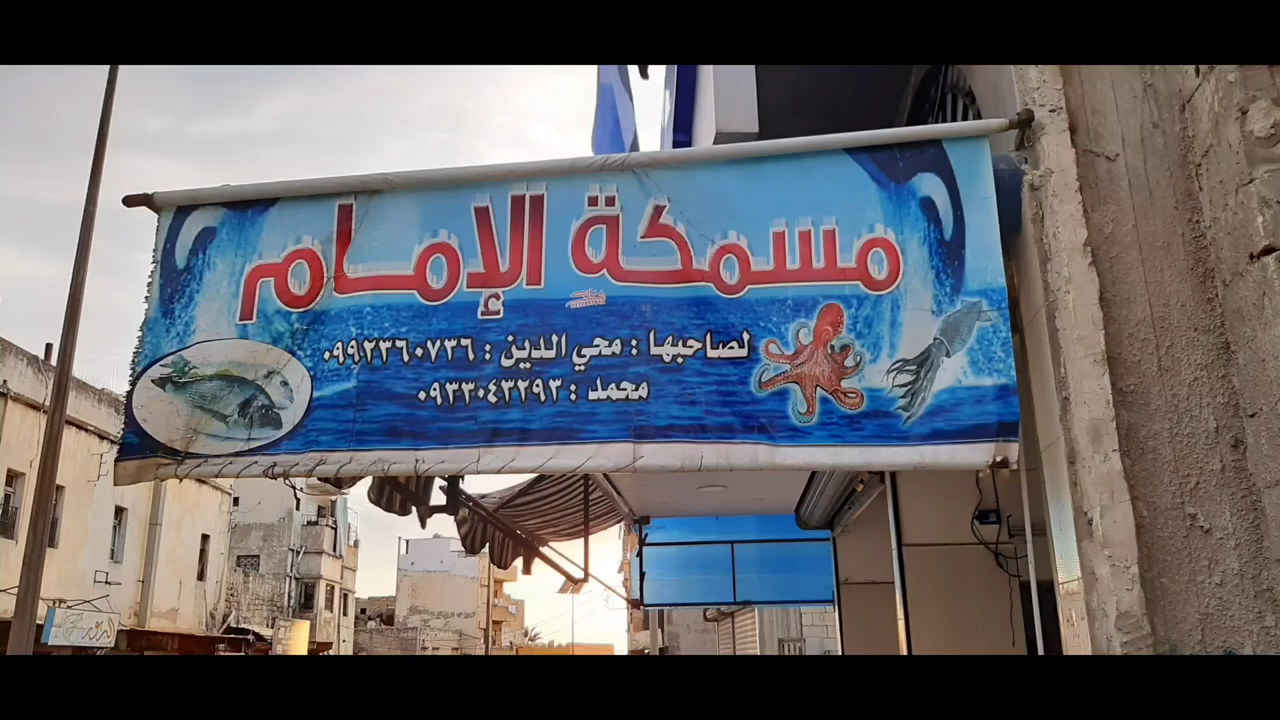 مسمكة الإمام
لصاحبها : محي الدين : ٠٩٩٢٣٦٠٧٣٦
محمد : ٠٩٣٣٠٤٣٢٩٣